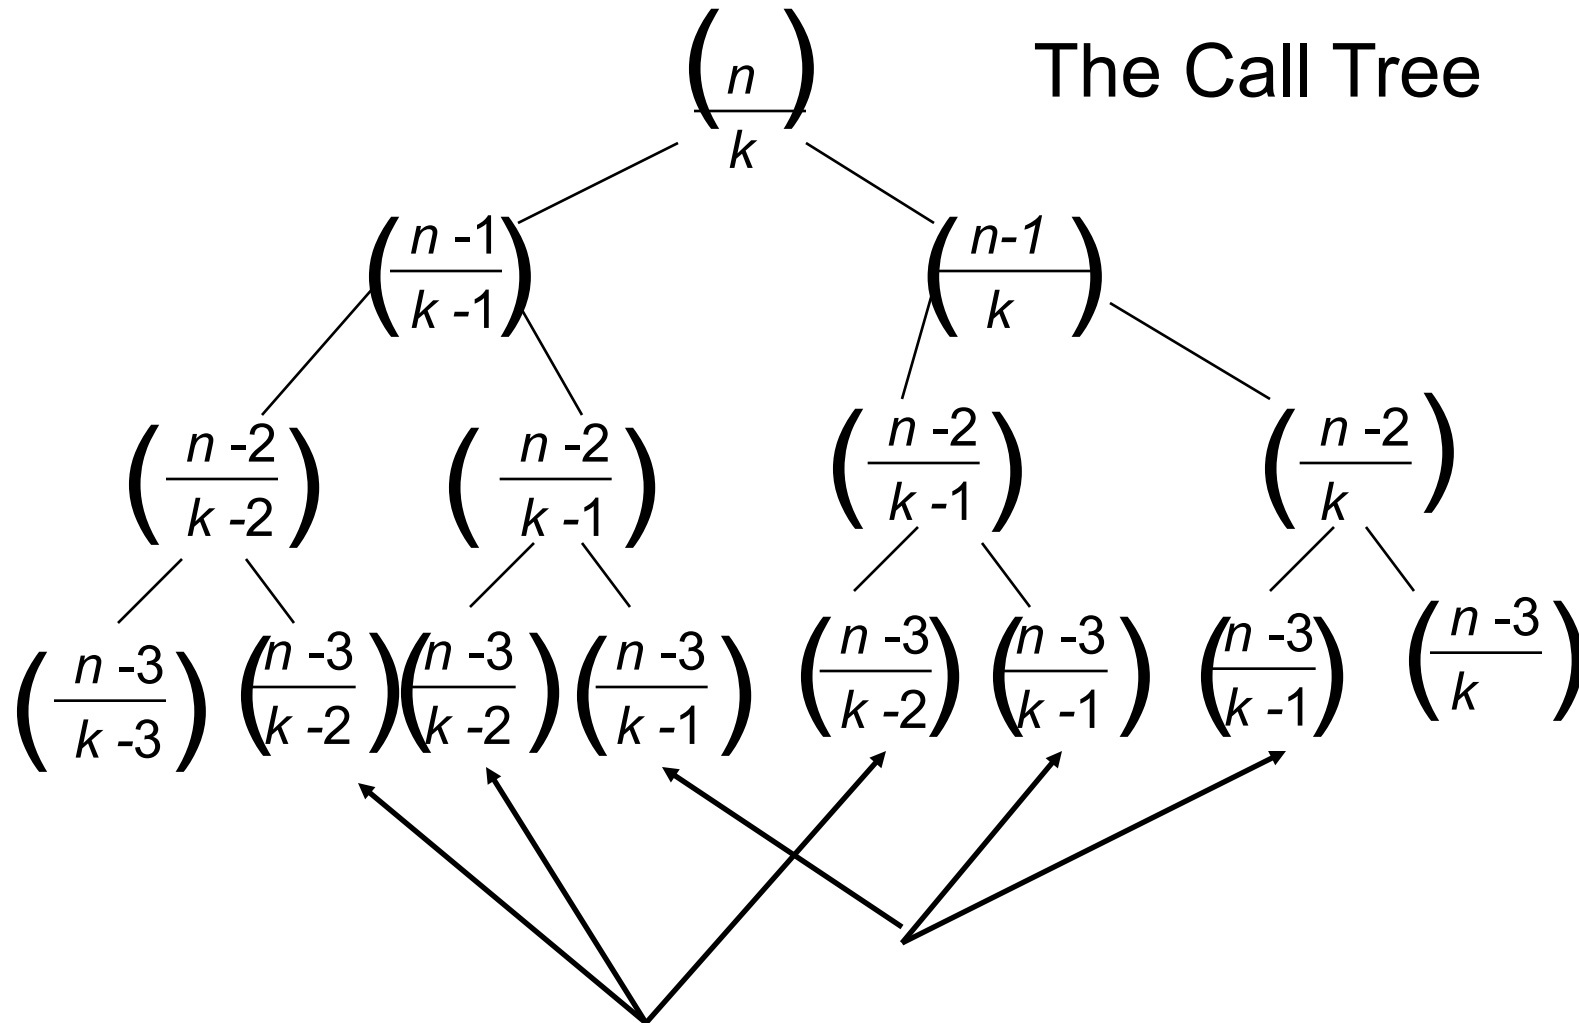 The Call Tree
( n )
k
( n -1 )
k -1
( n-1 )
k
( n -2 )
k -2
( n -2 )
k -1
( n -2 )
k -1
( n -2 )
k
( n -3 )
k -3
( n -3 )
k -2
( n -3 )
k -2
( n -3 )
k -1
( n -3 )
k -2
( n -3 )
k -1
( n -3 )
k -1
( n -3 )
k